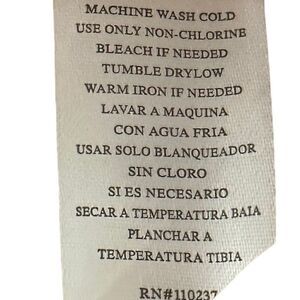 MACHINE WASH COLD
USE ONLY NON-CHLORINE
BLEACH IF NEEDED
TUMBLE DRYLOW
WARM IRON IF NEEDED
LAVAR A MAQUINA
CON AGUA FRIA
USAR SOLO BLANQUEADOR
SIN CLORO
SI ES NECESARIO
SECAR A TEMPERATURA BAIA
PLANCHAR A
TEMPERATURA TIBIA
RN#110237